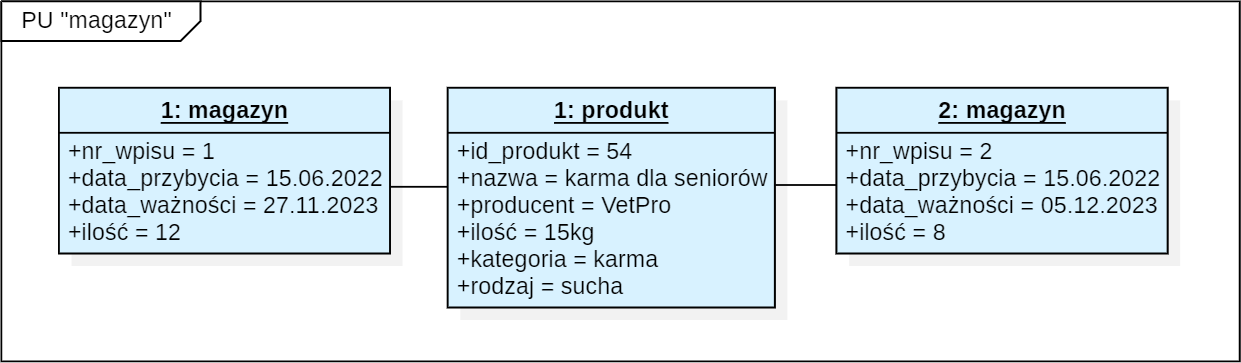 PU "magazyn"
1: magazyn
+nr_wpisu = 1
+data_przybycia = 15.06.2022
+data_ważności = 27.11.2023
+ilość = 12
1: produkt
+id_produkt = 54
+nazwa = karma dla seniorów
+producent = VetPro
+ilość = 15kg
+kategoria = karma
+rodzaj = sucha
2: magazyn
+nr_wpisu = 2
+data_przybycia = 15.06.2022
+data_ważności = 05.12.2023
+ilość = 8